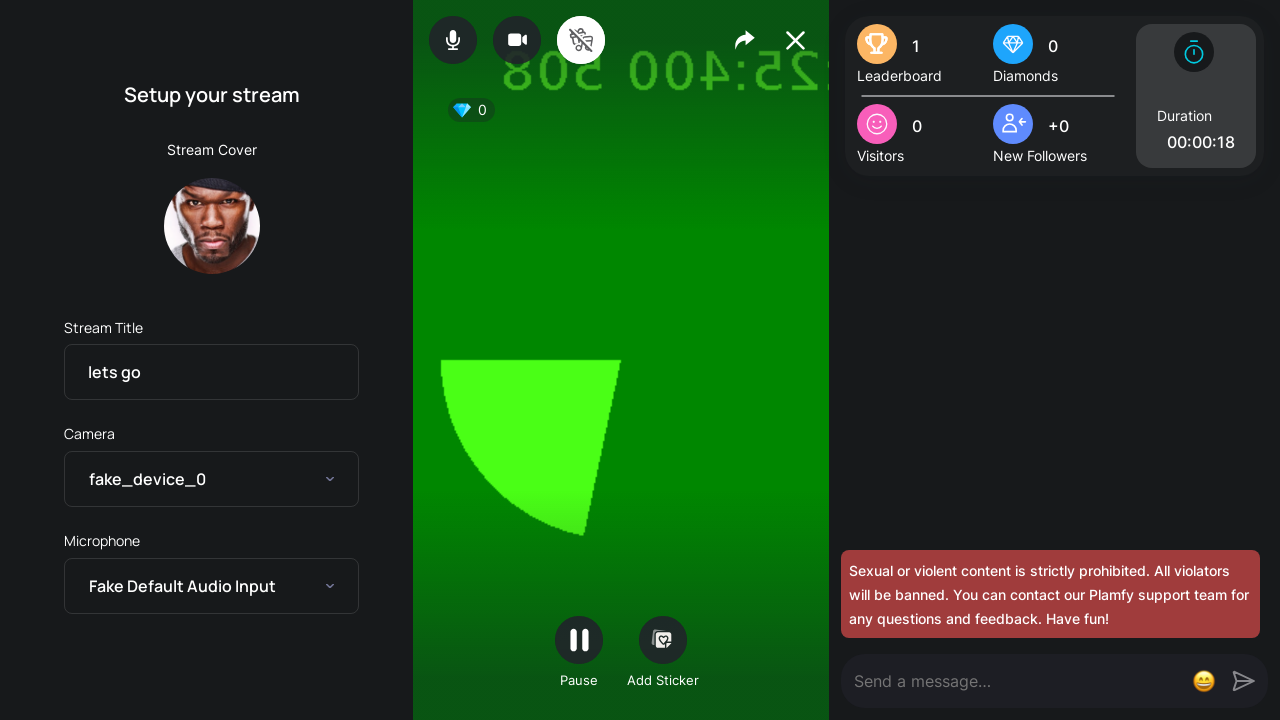 Setup your stream
Stream Cover
Stream Title
lets go
Camera
fake_device_0
Microphone
Fake Default Audio Input
:25:400 508
0
Pause
Add Sticker
1
Leaderboard
0
Diamonds
0
Visitors
+0
New Followers
Duration
00:00:18
Sexual or violent content is strictly prohibited. All violators
will be banned. You can contact our Plamfy support team for
any questions and feedback. Have fun!
Send a message...